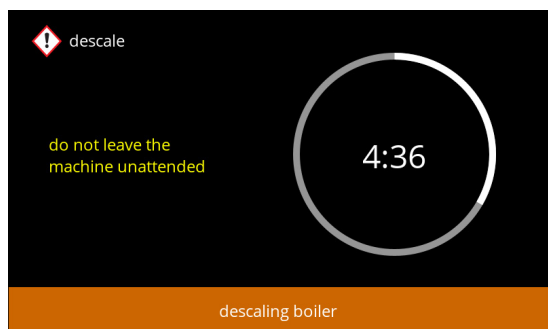 descale
do not leave the
machine unattended
4:36
descaling boiler